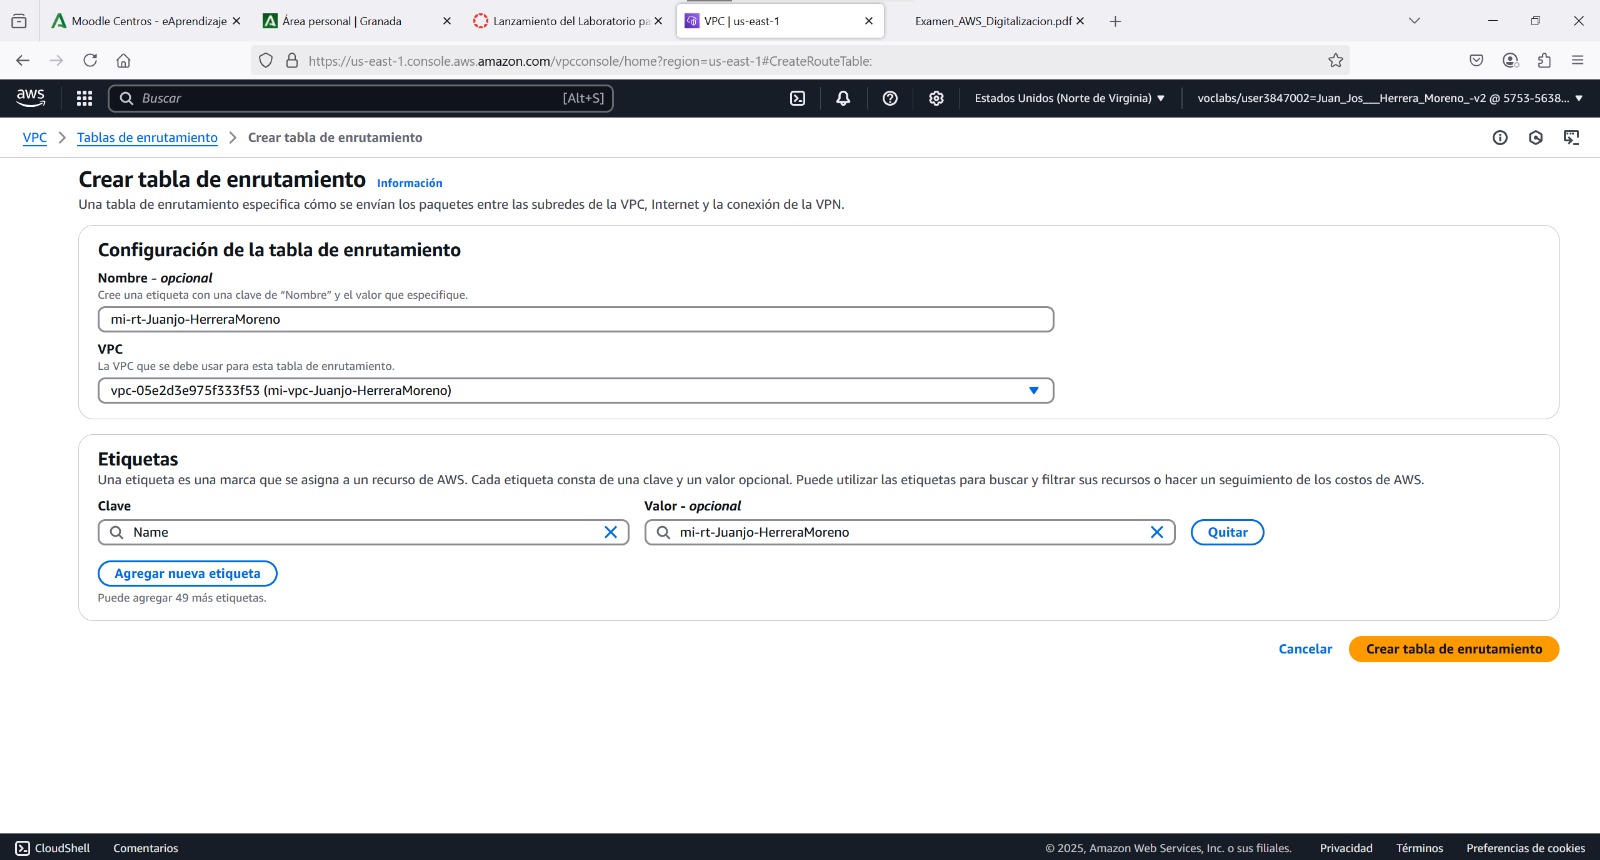 Moodle Centros - eAprendizaje
Área personal | Granada
Lanzamiento del Laboratorio pa
VPC | us-east-1
Examen_AWS_Digitalizacion.pdf
https://us-east-1.console.aws.amazon.com/vpcconsole/home?region=us-east-1#CreateRouteTable:
aws
Buscar
[Alt+S]
Estados Unidos (Norte de Virginia)
voclabs/user3847002=Juan_Jos___Herrera_Moreno_-v2 @ 5753-5638...
VPC
Tablas de enrutamiento
Crear tabla de enrutamiento
Crear tabla de enrutamiento Información
Una tabla de enrutamiento especifica cómo se envían los paquetes entre las subredes de la VPC, Internet y la conexión de la VPN.
Configuración de la tabla de enrutamiento
Nombre - opcional
Cree una etiqueta con una clave de “Nombre” y el valor que especifique.
mi-rt-Juanjo-HerreraMoreno
VPC
La VPC que se debe usar para esta tabla de enrutamiento.
vpc-05e2d3e975f333f53 (mi-vpc-Juanjo-HerreraMoreno)
Etiquetas
Una etiqueta es una marca que se asigna a un recurso de AWS. Cada etiqueta consta de una clave y un valor opcional. Puede utilizar las etiquetas para buscar y filtrar sus recursos o hacer un seguimiento de los costos de AWS.
Clave
Valor - opcional
Name
mi-rt-Juanjo-HerreraMoreno
Quitar
Agregar nueva etiqueta
Puede agregar 49 más etiquetas.
Cancelar
Crear tabla de enrutamiento
CloudShell
Comentarios
© 2025, Amazon Web Services, Inc. o sus filiales.
Privacidad
Términos
Preferencias de cookies